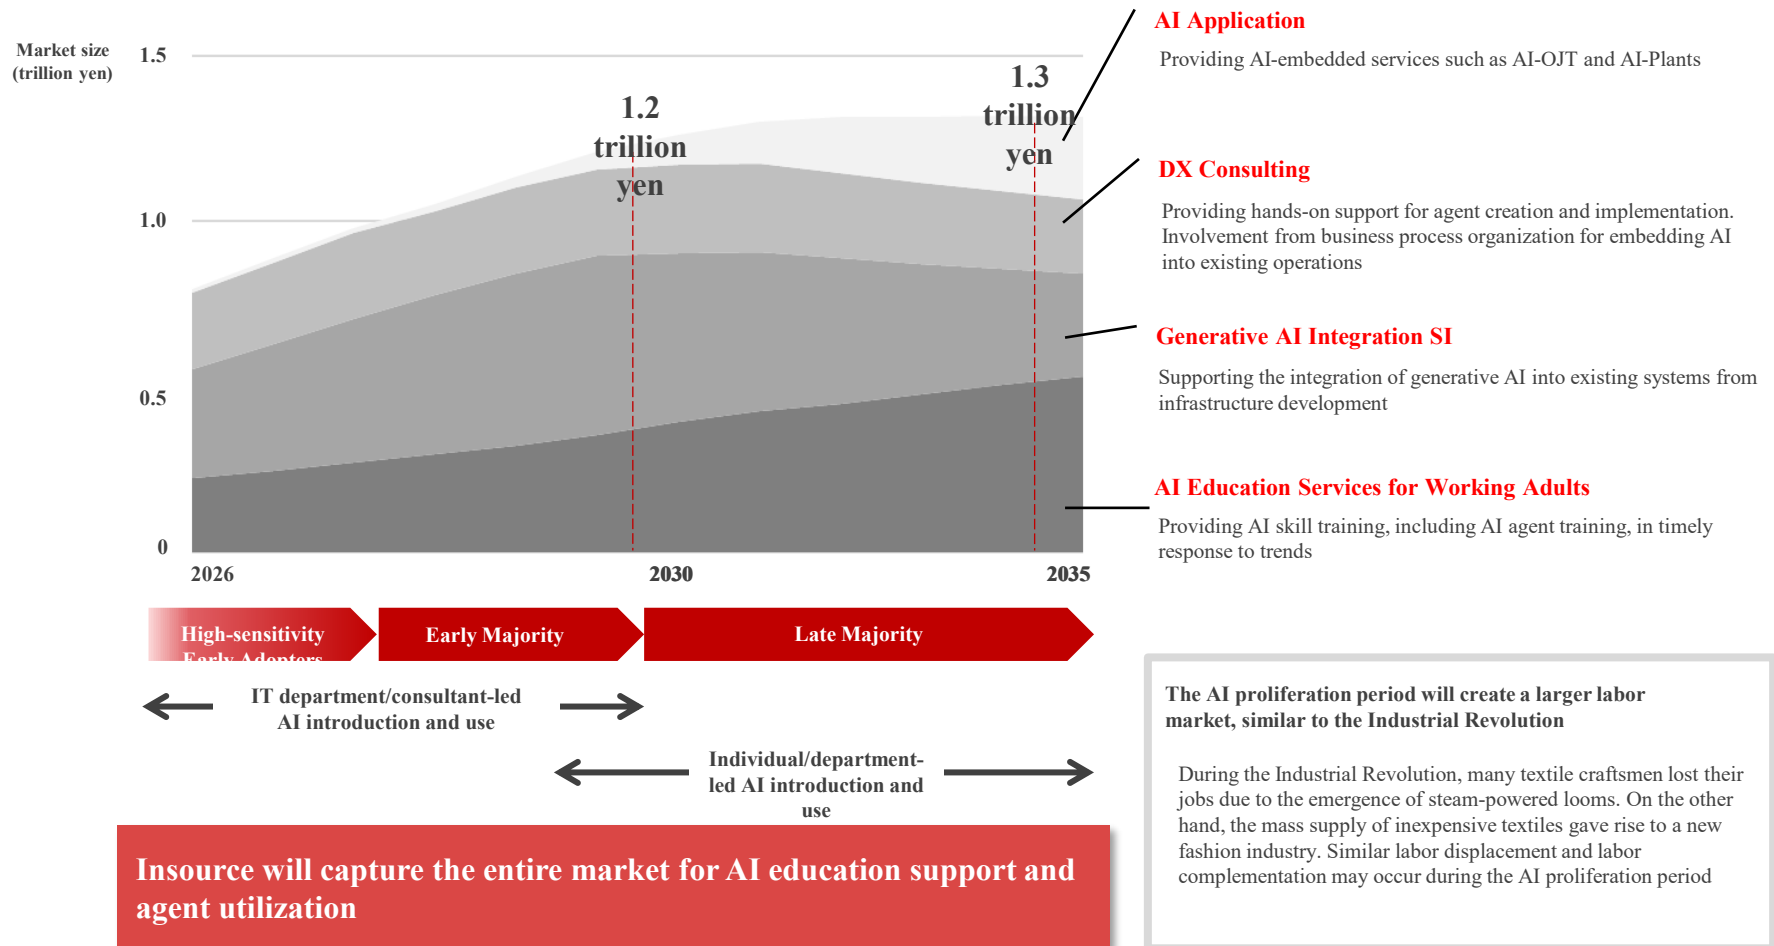 Market size
(trillion yen)
1.5
1.0
0.5
0
1.2
trillion
yen
1.3
trillion
yen
2026
2030
2035
AI Application
Providing AI-embedded services such as AI-OJT and AI-Plants
DX Consulting
Providing hands-on support for agent creation and implementation.
Involvement from business process organization for embedding AI
into existing operations
Generative AI Integration SI
Supporting the integration of generative AI into existing systems from
infrastructure development
AI Education Services for Working Adults
Providing AI skill training, including AI agent training, in timely
response to trends
High-sensitivity
Early Adopters
Early Majority
Late Majority
IT department/consultant-led
AI introduction and use
Individual/department-
led AI introduction and
use
Insource will capture the entire market for AI education support and
agent utilization
The AI proliferation period will create a larger labor
market, similar to the Industrial Revolution
During the Industrial Revolution, many textile craftsmen lost their
jobs due to the emergence of steam-powered looms. On the other
hand, the mass supply of inexpensive textiles gave rise to a new
fashion industry. Similar labor displacement and labor
complementation may occur during the AI proliferation period